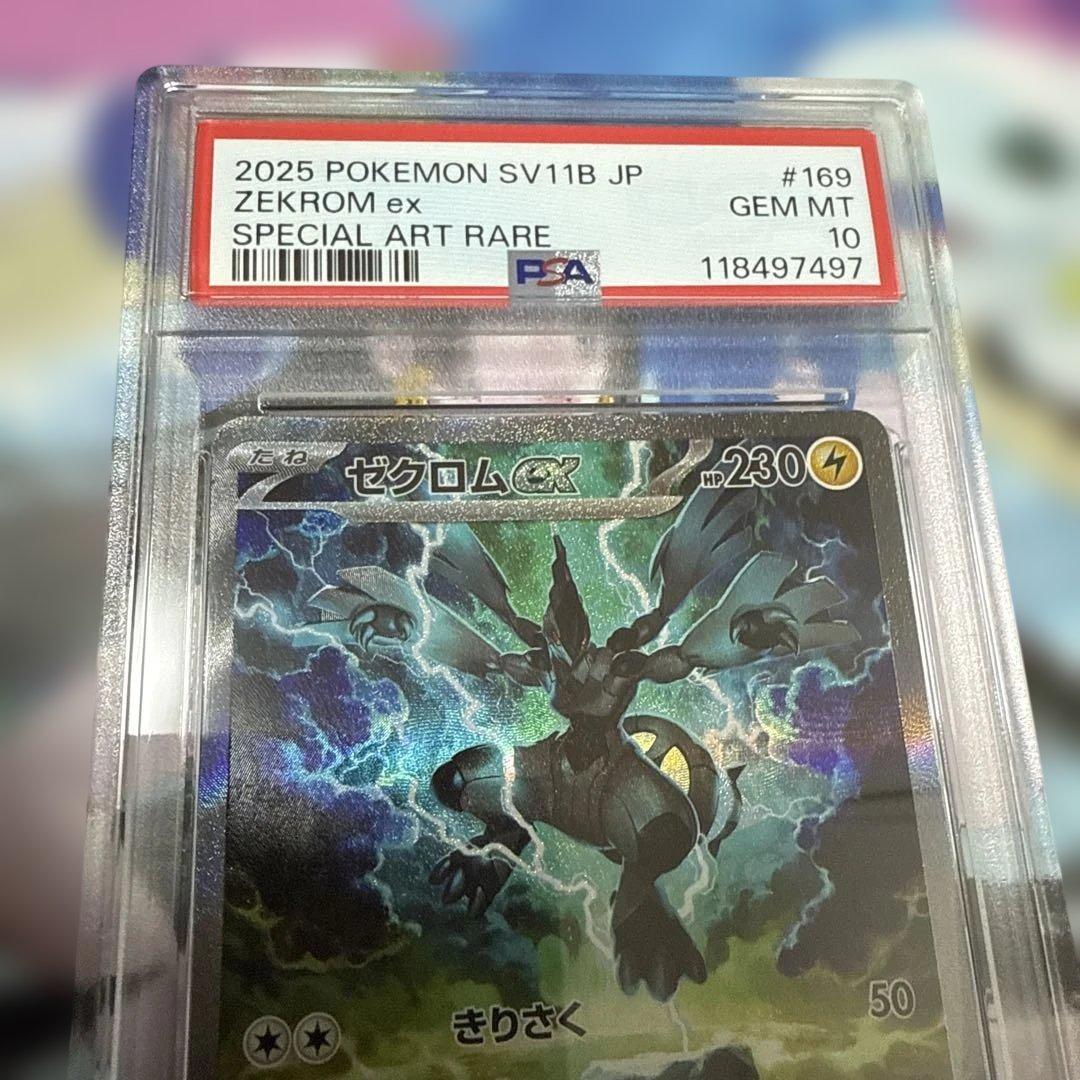 2025 POKEMON SV11B JP #169
ZEKROM ex GEM MT
SPECIAL ART RARE 10
PSA 118497497
たね ゼクロムex HP230
きりさく 50